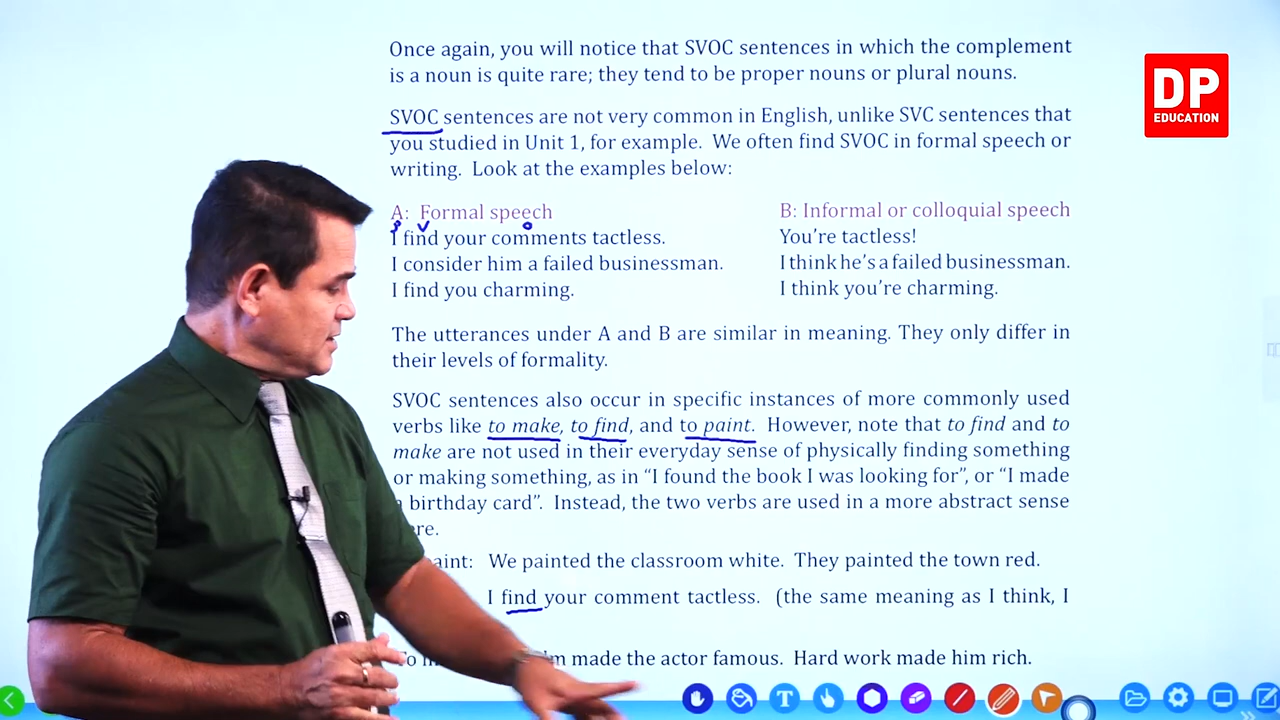 Once again, you will notice that SVOC sentences in which the complement
is a noun is quite rare; they tend to be proper nouns or plural nouns.
DP
EDUCATION
SVOC sentences are not very common in English, unlike SVC sentences that
you studied in Unit 1, for example. We often find SVOC in formal speech or
writing. Look at the examples below:
A: Formal speech
I find your comments tactless.
I consider him a failed businessman.
I find you charming.
B: Informal or colloquial speech
You're tactless!
I think he's a failed businessman.
I think you're charming.
The utterances under A and B are similar in meaning. They only differ in
their levels of formality.
SVOC sentences also occur in specific instances of more commonly used
verbs like to make, to find, and to paint. However, note that to find and to
make are not used in their everyday sense of physically finding something
or making something, as in “I found the book I was looking for”, or “I made
birthday card”. Instead, the two verbs are used in a more abstract sense
We painted the classroom white. They painted the town red.
I find your comment tactless. (the same meaning as I think, I
made the actor famous. Hard work made him rich.